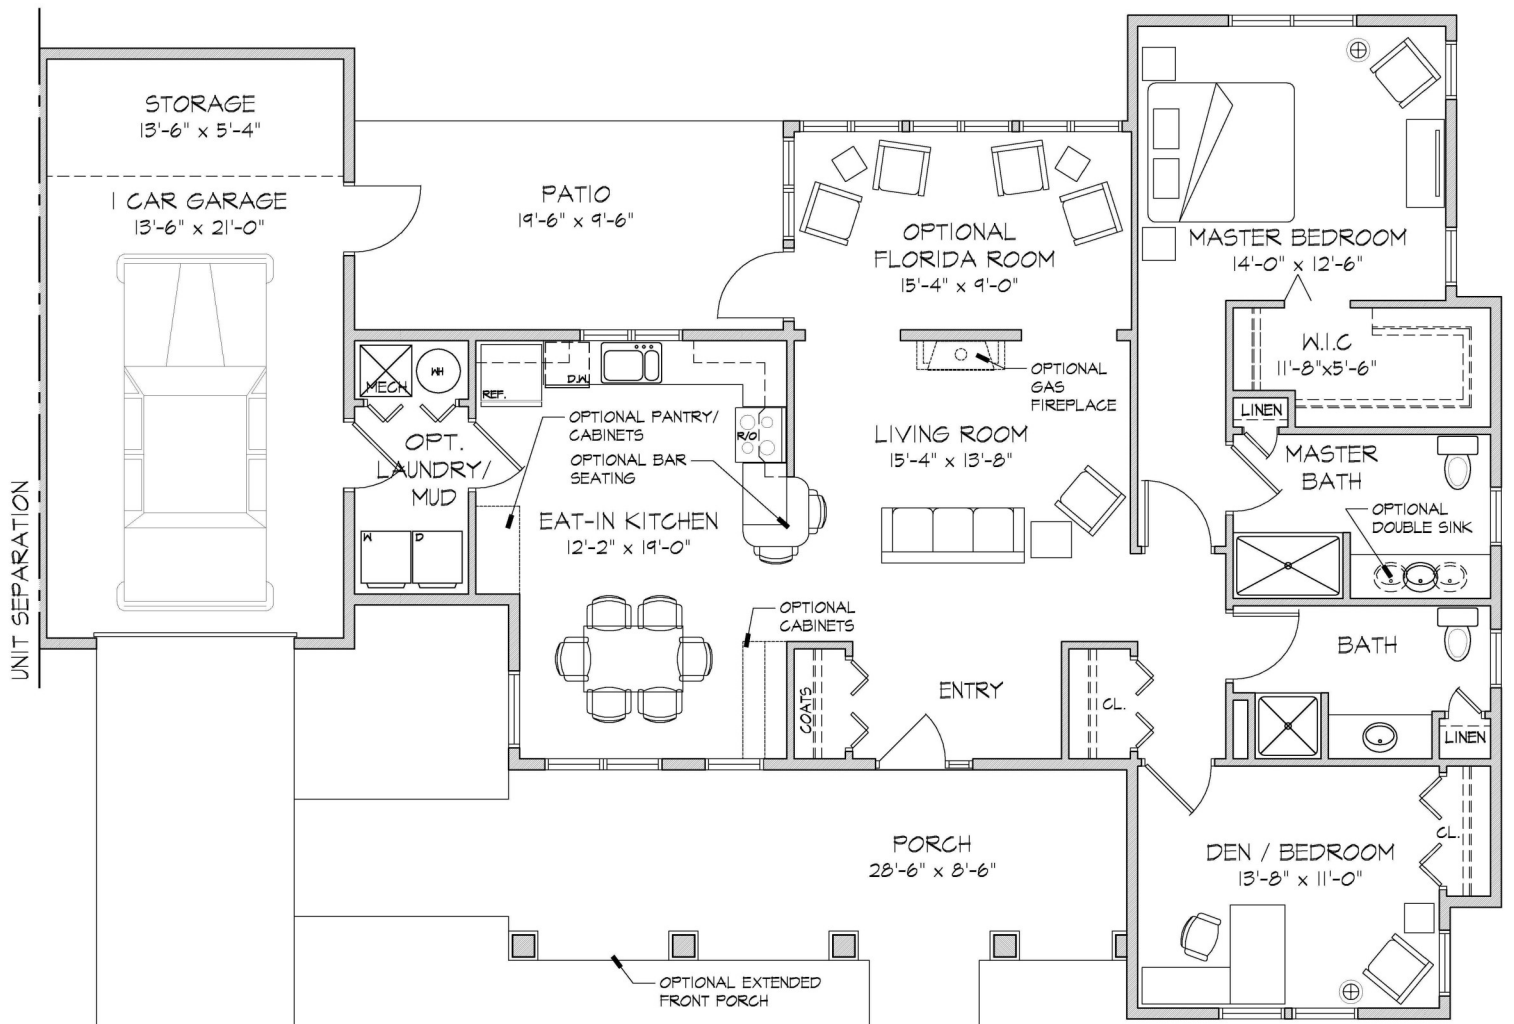 STORAGE
13'-6" x 5'-4"
1 CAR GARAGE
13'-6" x 21'-0"
UNIT SEPARATION
PATIO
19'-6" x 9'-6"
OPTIONAL
FLORIDA ROOM
15'-4" x 9'-0"
MASTER BEDROOM
14'-0" x 12'-6"
W.I.C
11'-8"x5'-6"
LINEN
MASTER
BATH
OPTIONAL
DOUBLE SINK
MECH
WH
REF.
D.W.
R/O
OPTIONAL PANTRY/
CABINETS
OPTIONAL BAR
SEATING
OPT.
LAUNDRY/
MUD
W
D
EAT-IN KITCHEN
12'-2" x 19'-0"
OPTIONAL
GAS
FIREPLACE
LIVING ROOM
15'-4" x 13'-8"
OPTIONAL
CABINETS
COATS
ENTRY
CL.
BATH
LINEN
PORCH
28'-6" x 8'-6"
DEN / BEDROOM
13'-8" x 11'-0"
CL.
OPTIONAL EXTENDED
FRONT PORCH